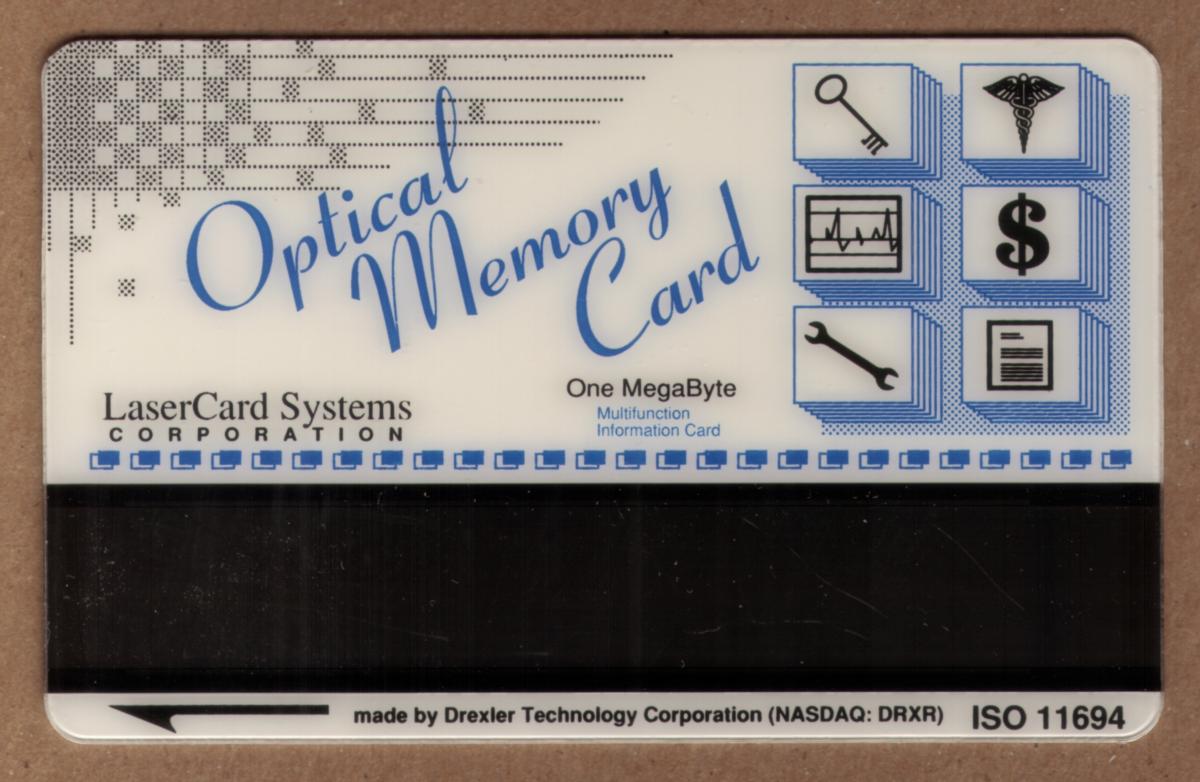 Optical
Memory
Card
LaserCard Systems
CORPORATION
One MegaByte
Multifunction
Information Card
$
made by Drexler Technology Corporation (NASDAQ: DRXR)
ISO 11694